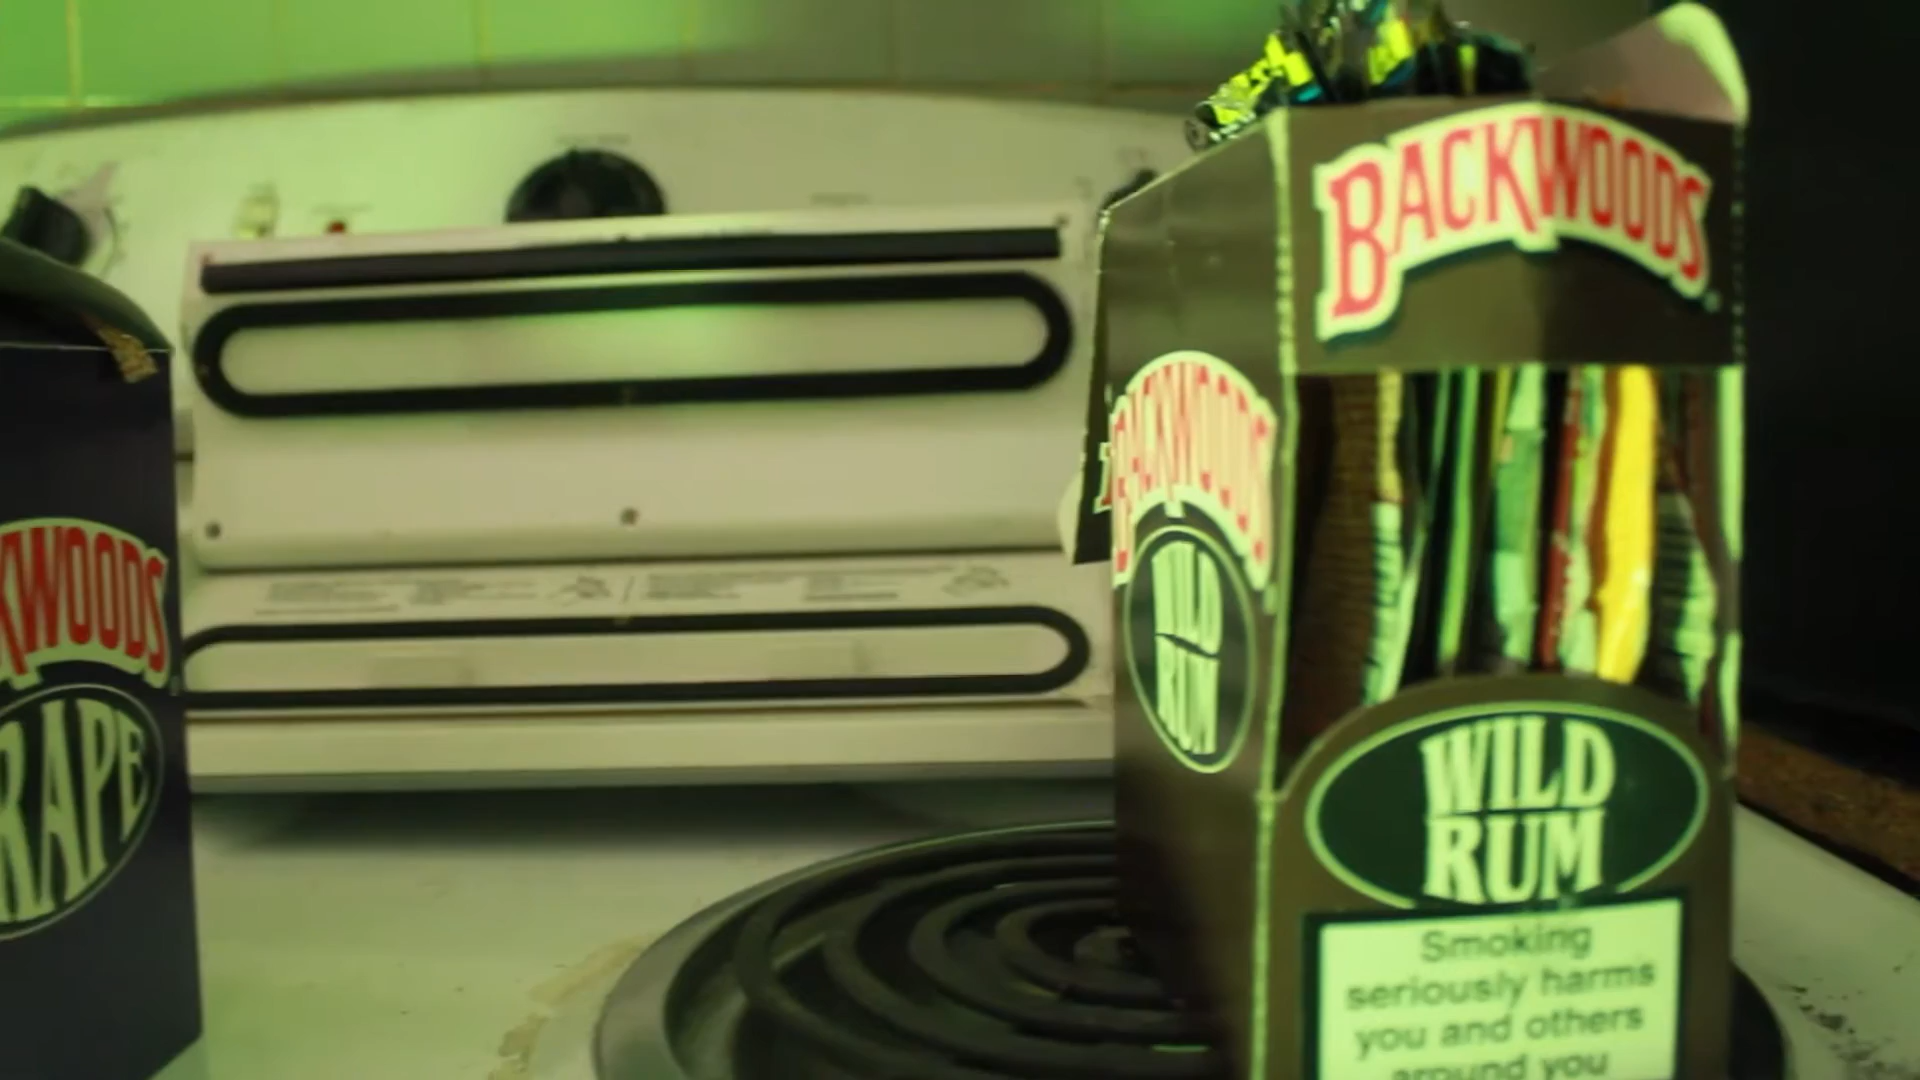 BACKWOODS
BACKWOODS
WILD
RUM
KWOODS
RAPE
WILD
RUM
Smoking
seriously harms
you and others
around you